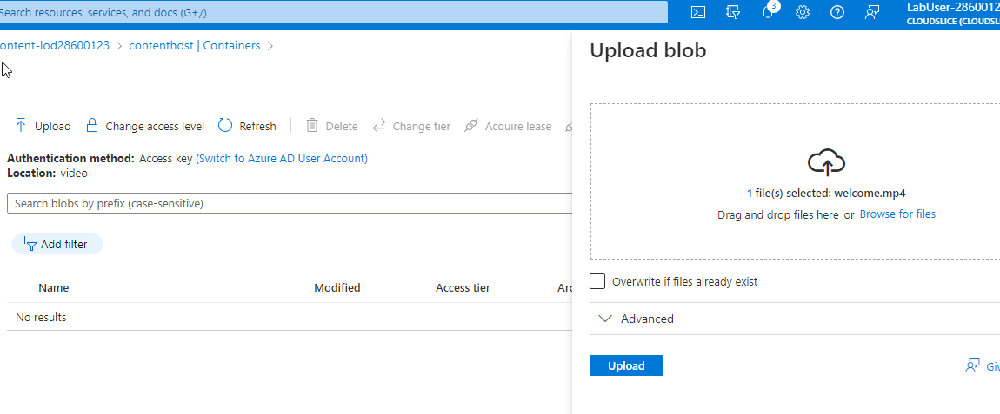 Search resources, services, and docs (G+/)
3
LabUser-2860012
CLOUDSLICE (CLOUDSLI
ontent-lod28600123 > contenthost | Containers >
Upload blob
Upload Change access level Refresh Delete Change tier Acquire lease
Authentication method: Access key (Switch to Azure AD User Account)
Location: video
Search blobs by prefix (case-sensitive)
Add filter
Name Modified Access tier Arc
No results
1 file(s) selected: welcome.mp4
Drag and drop files here or Browse for files
Overwrite if files already exist
Advanced
Upload
Giv